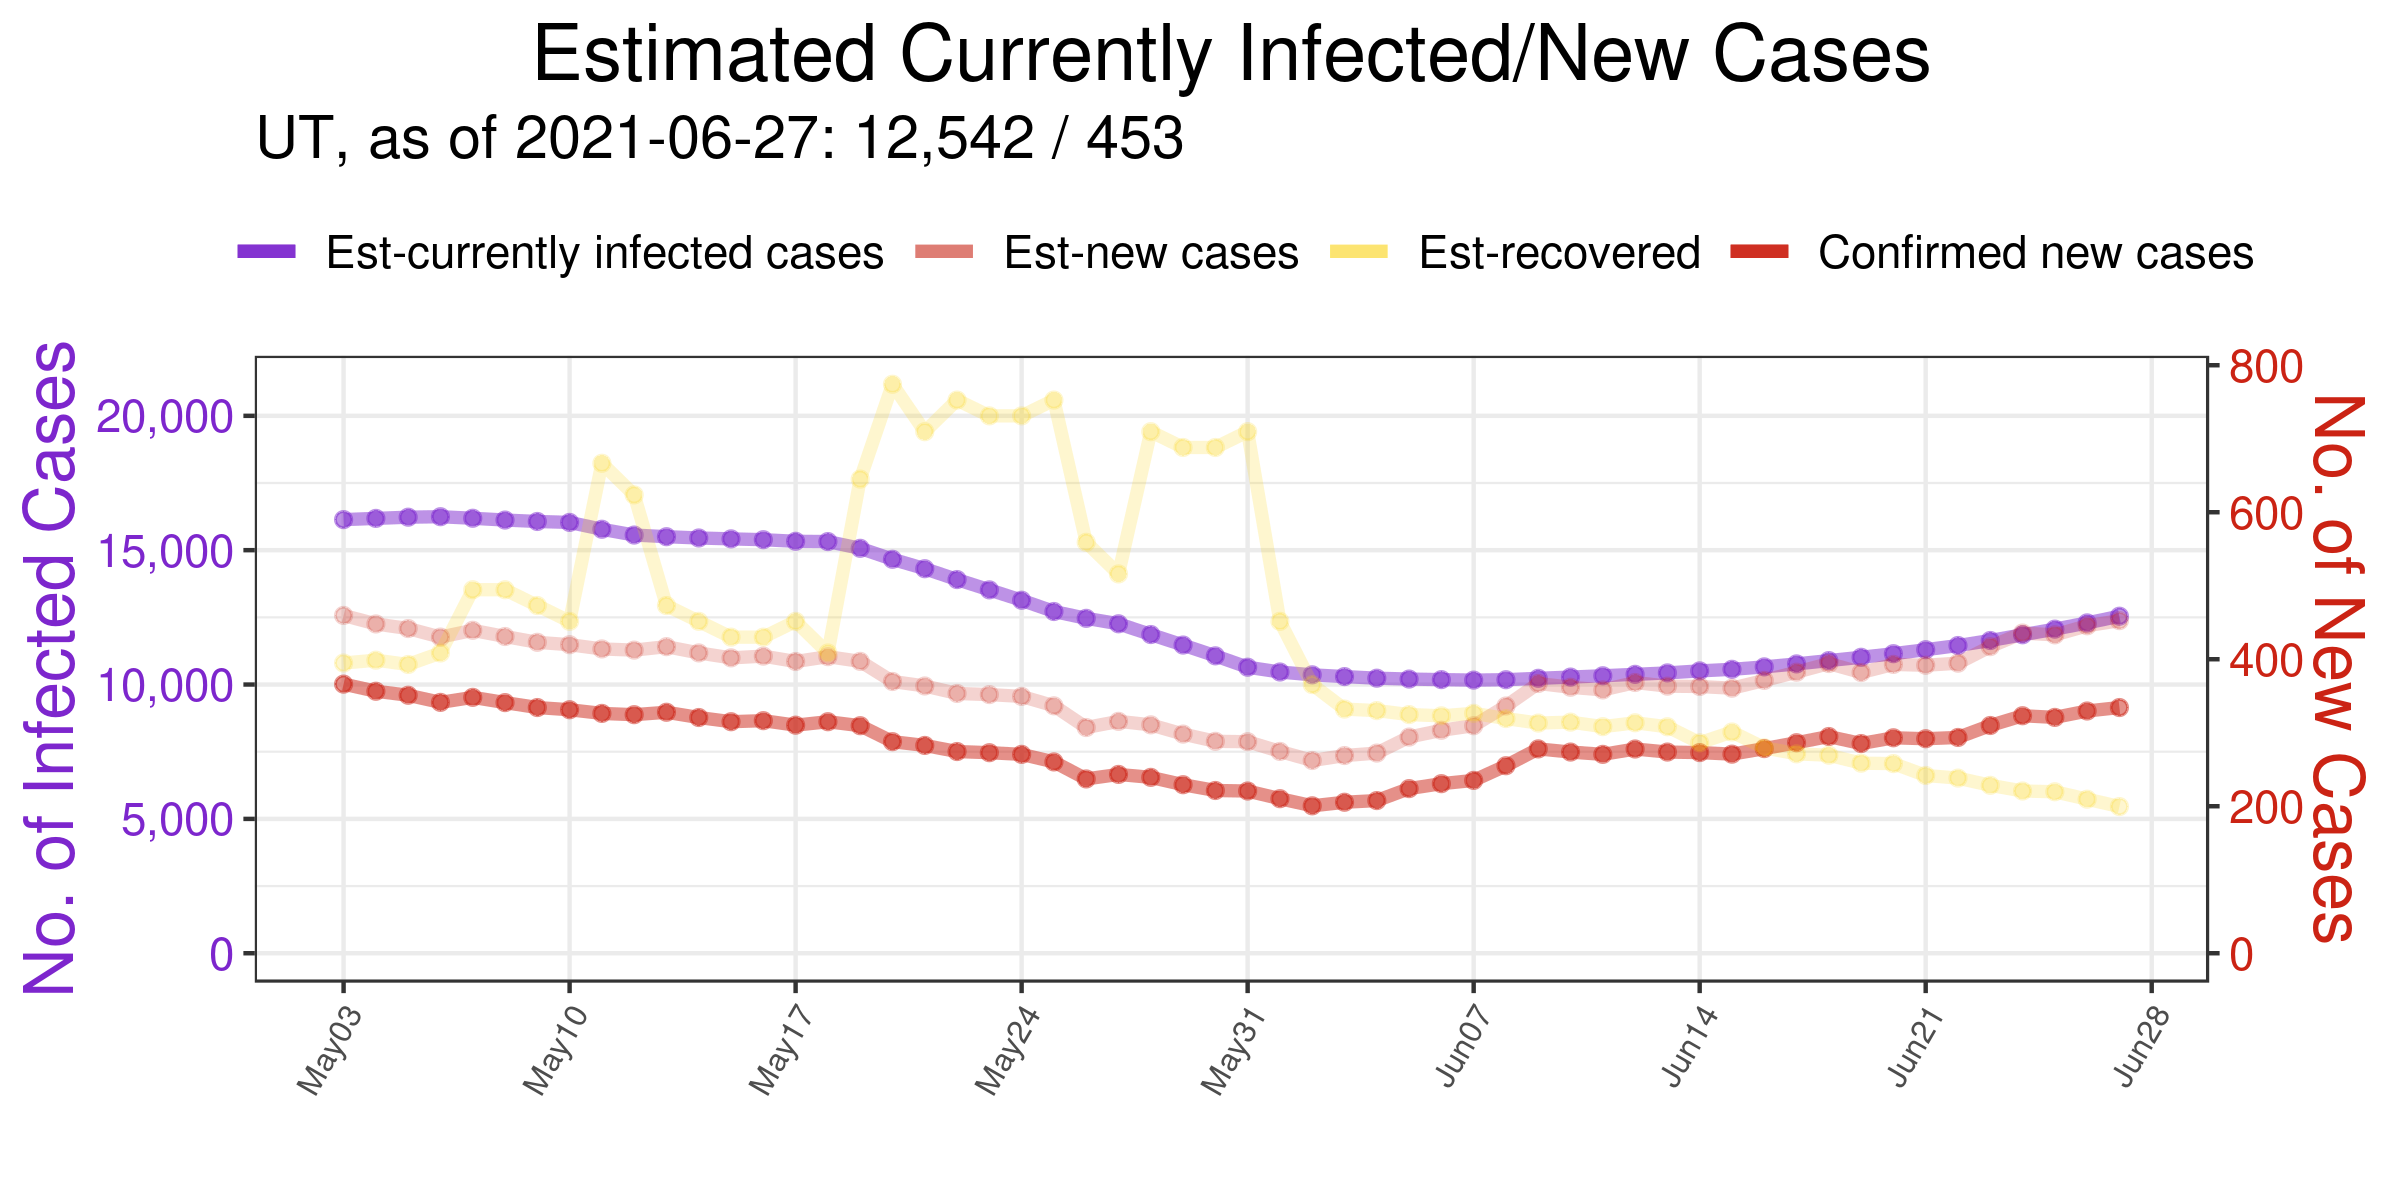 Estimated Currently Infected/New Cases
UT, as of 2021-06-27: 12,542 / 453
Est-currently infected cases Est-new cases Est-recovered Confirmed new cases
No. of Infected Cases
20,000
15,000
10,000
5,000
0
800
600
400
200
0
No. of New Cases
May03 May10 May17 May24 May31 Jun07 Jun14 Jun21 Jun28